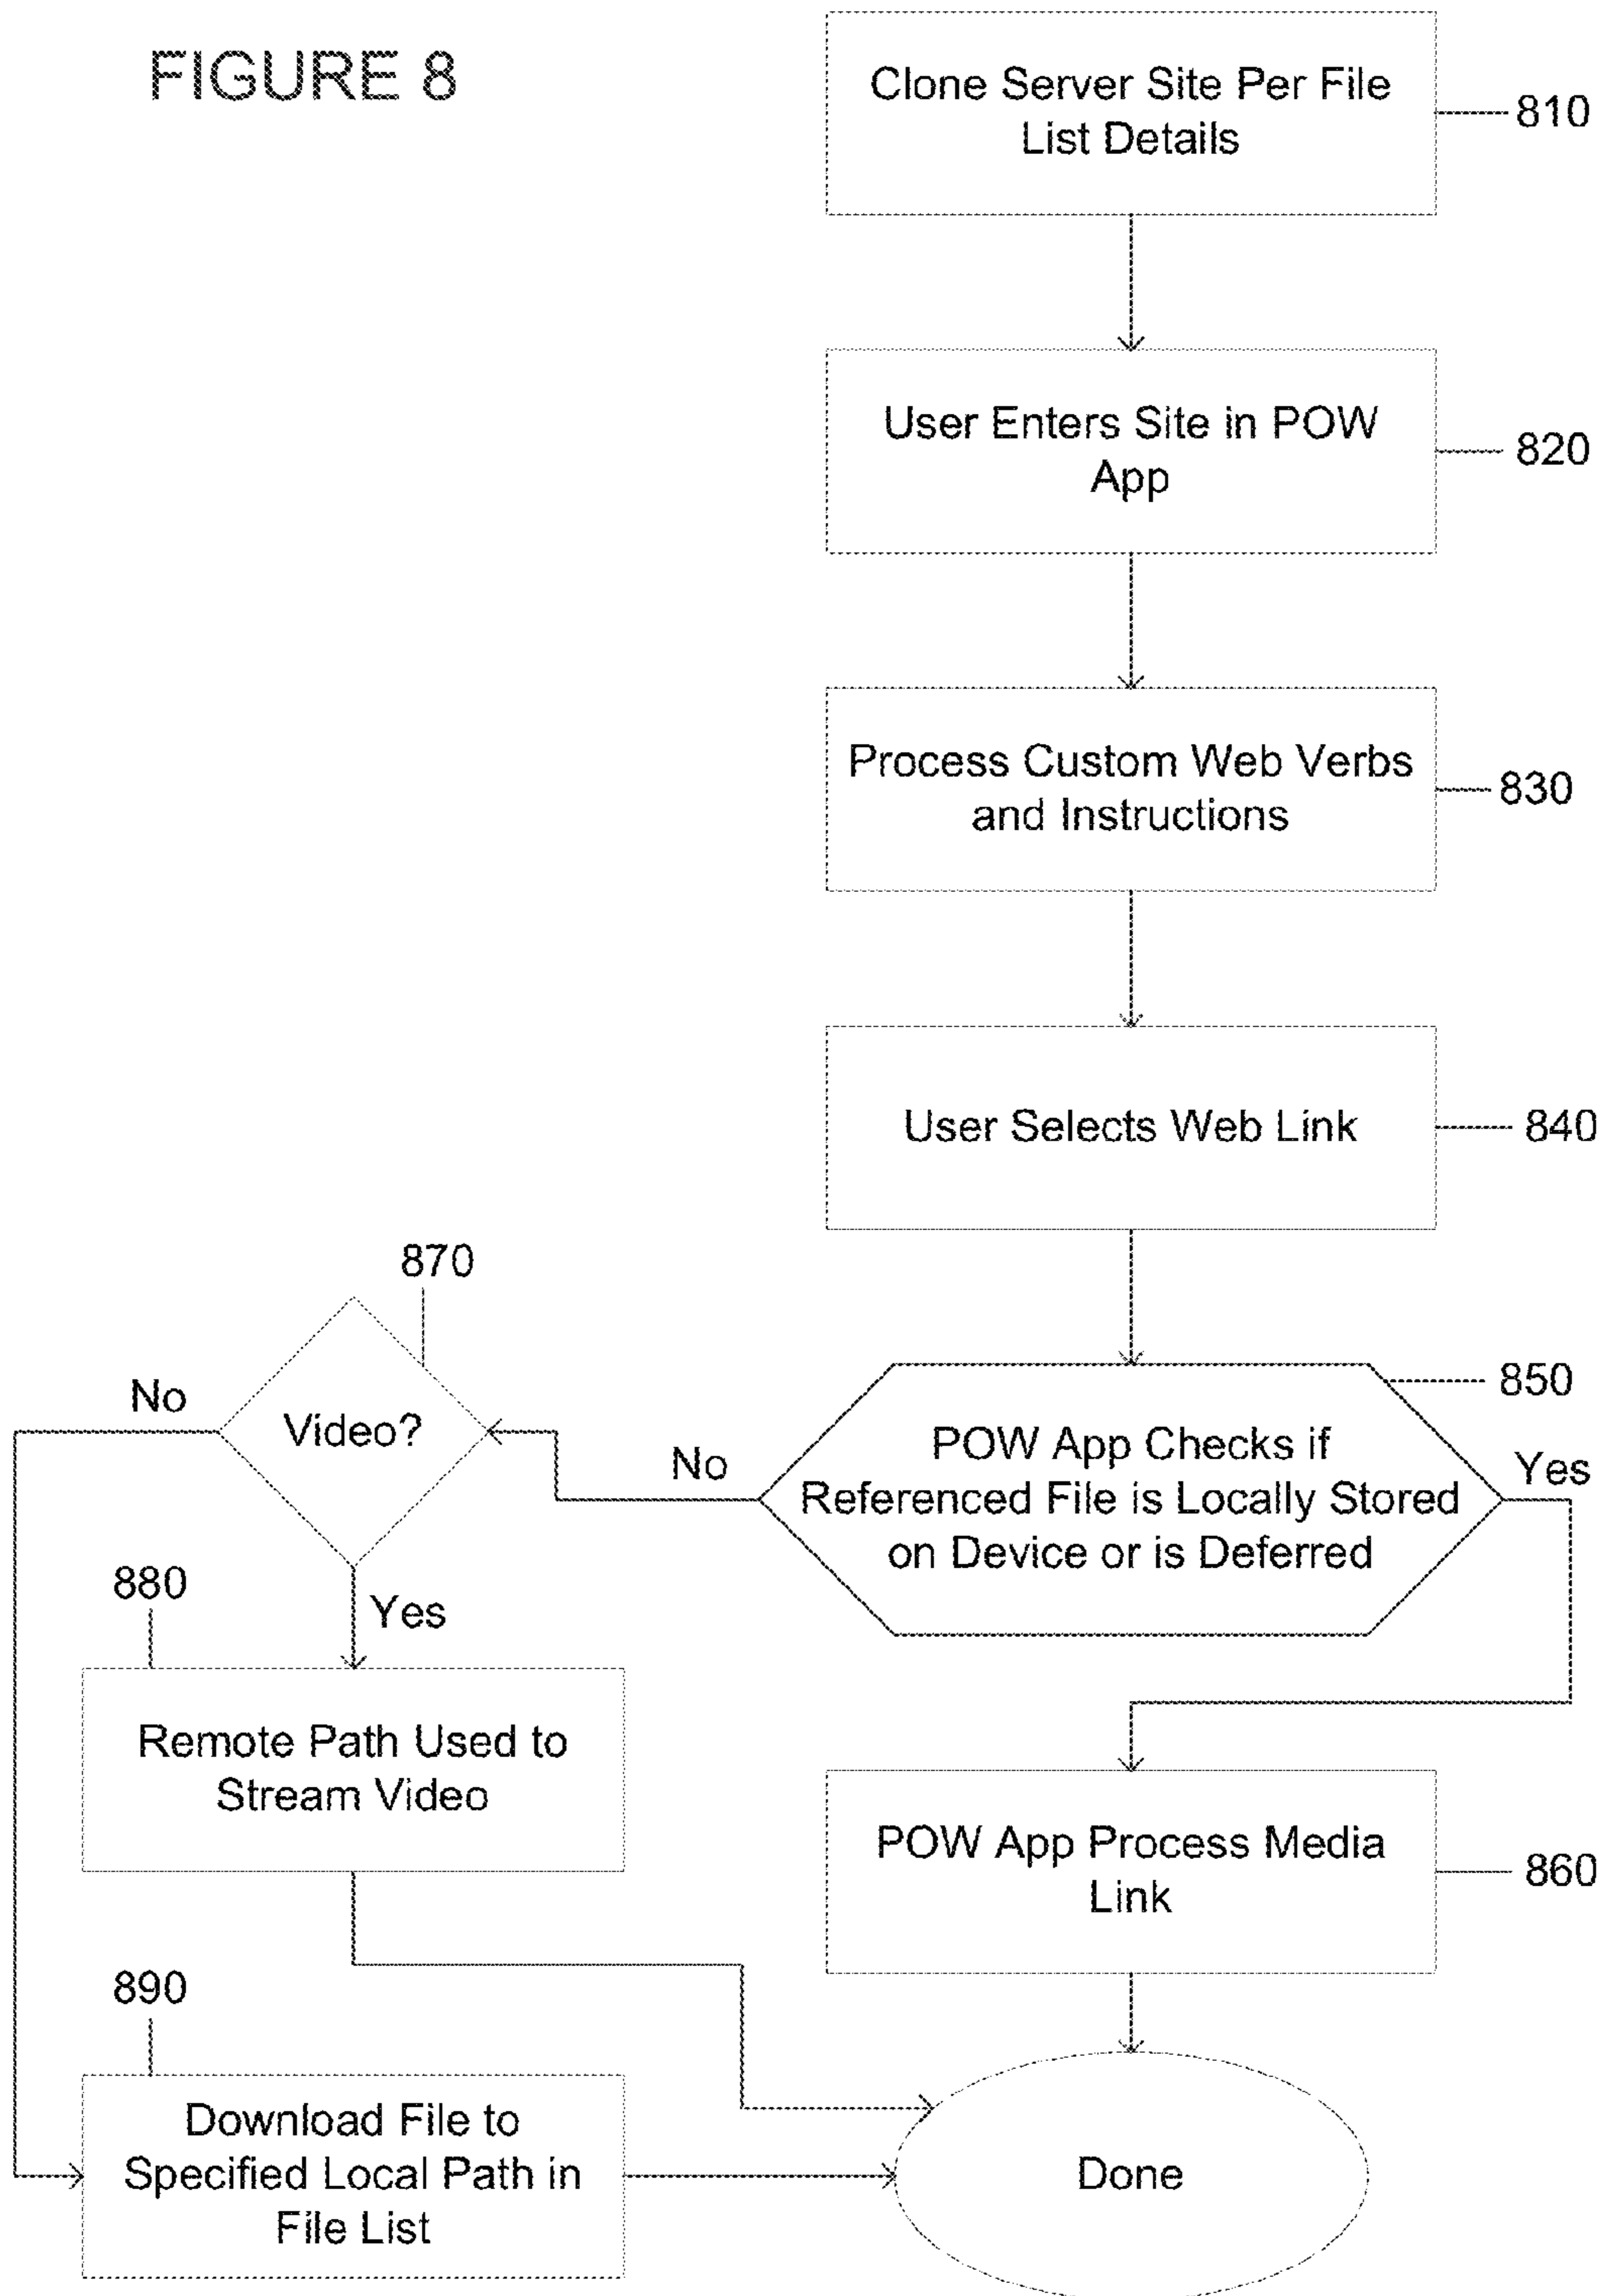 FIGURE 8
Clone Server Site Per File
List Details
810
User Enters Site in POW
App
820
Process Custom Web Verbs
and Instructions
830
User Selects Web Link
840
870
Video?
No
Yes
850
POW App Checks if
Referenced File is Locally Stored
on Device or is Deferred
No
Yes
880
Remote Path Used to
Stream Video
POW App Process Media
Link
860
890
Download File to
Specified Local Path in
File List
Done